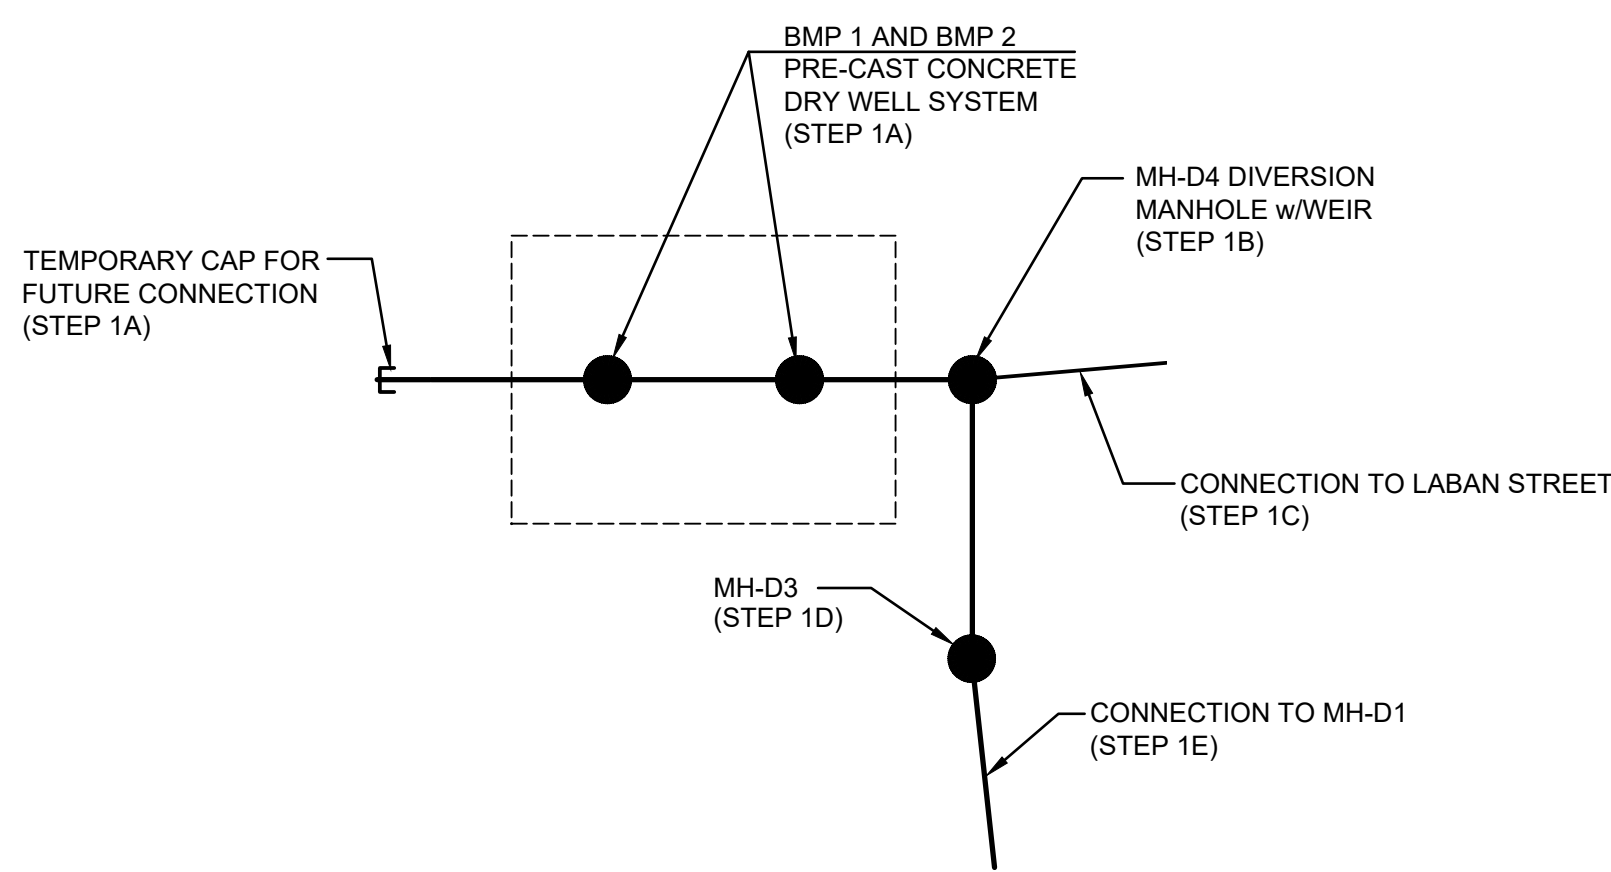 BMP 1 AND BMP 2
PRE-CAST CONCRETE
DRY WELL SYSTEM
(STEP 1A)
MH-D4 DIVERSION
MANHOLE w/WEIR
(STEP 1B)
TEMPORARY CAP FOR
FUTURE CONNECTION
(STEP 1A)
CONNECTION TO LABAN STREET
(STEP 1C)
MH-D3
(STEP 1D)
CONNECTION TO MH-D1
(STEP 1E)